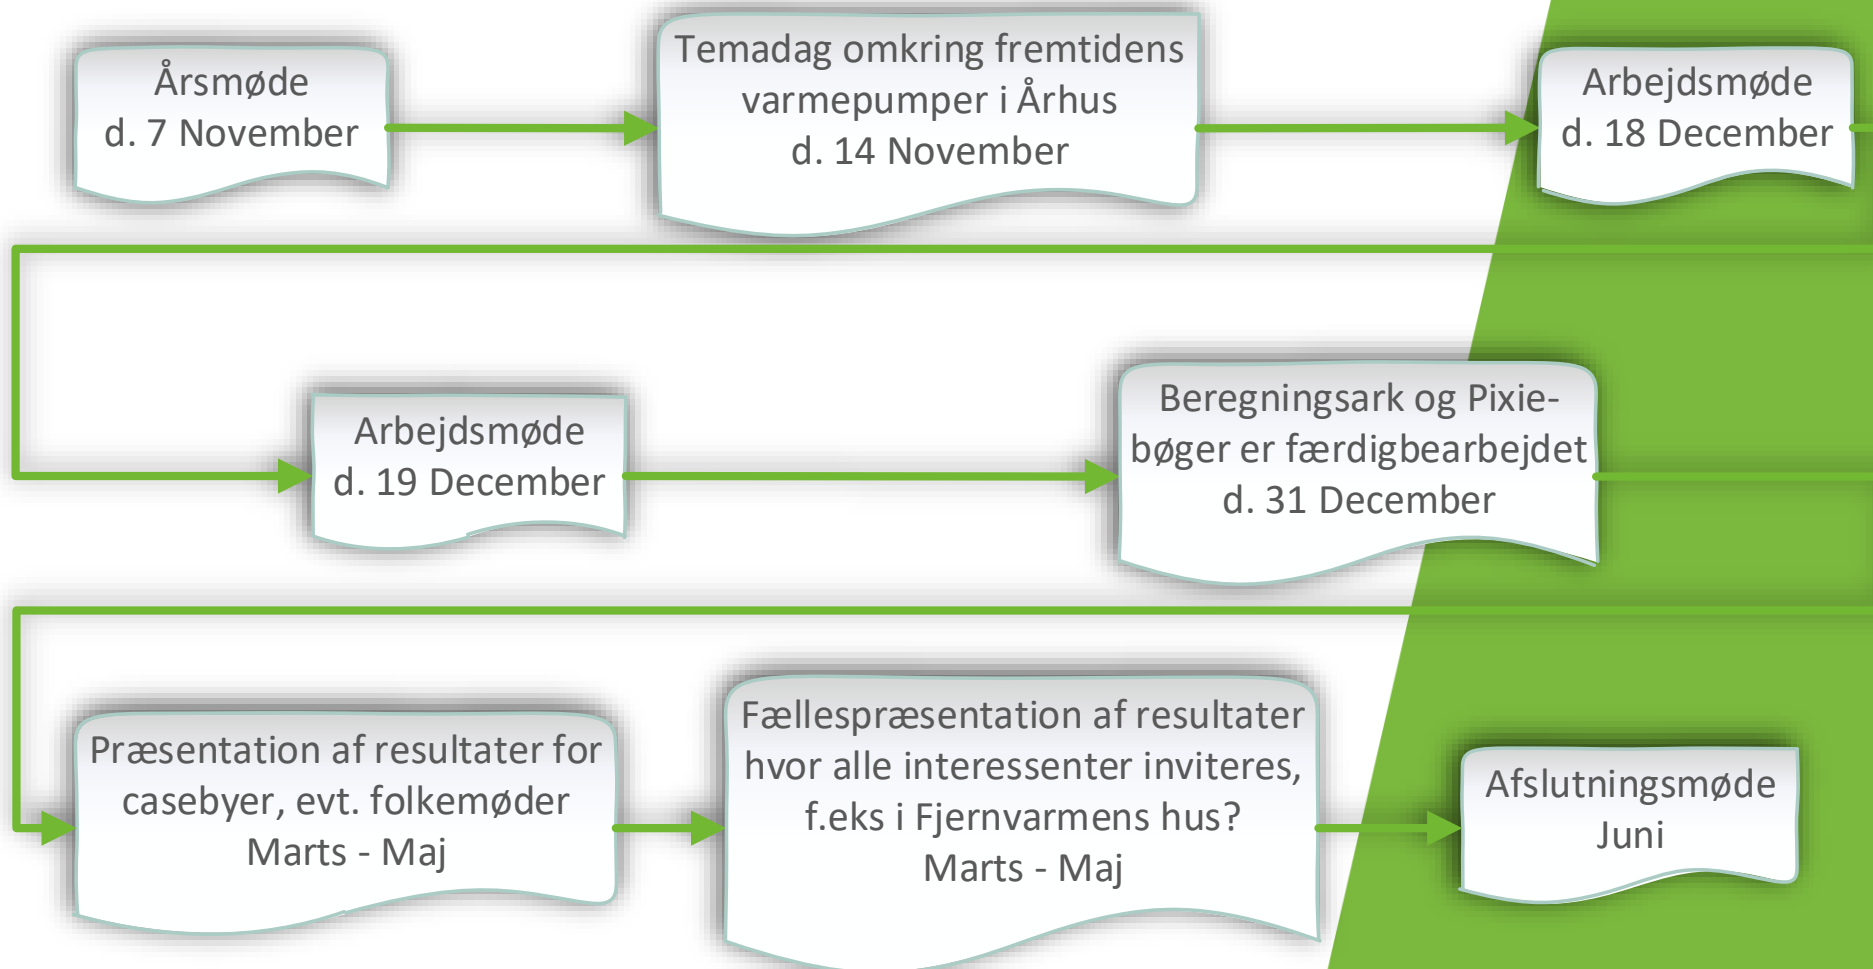 Årsmøde
d. 7 November
Temadag omkring fremtidens
varmepumper i Århus
d. 14 November
Arbejdsmøde
d. 18 December
Arbejdsmøde
d. 19 December
Beregningsark og Pixie-
bøger er færdigbearbejdet
d. 31 December
Præsentation af resultater for
casebyer, evt. folkemøder
Marts - Maj
Fællespræsentation af resultater
hvor alle interessenter inviteres,
f.eks i Fjernvarmens hus?
Marts - Maj
Afslutningsmøde
Juni